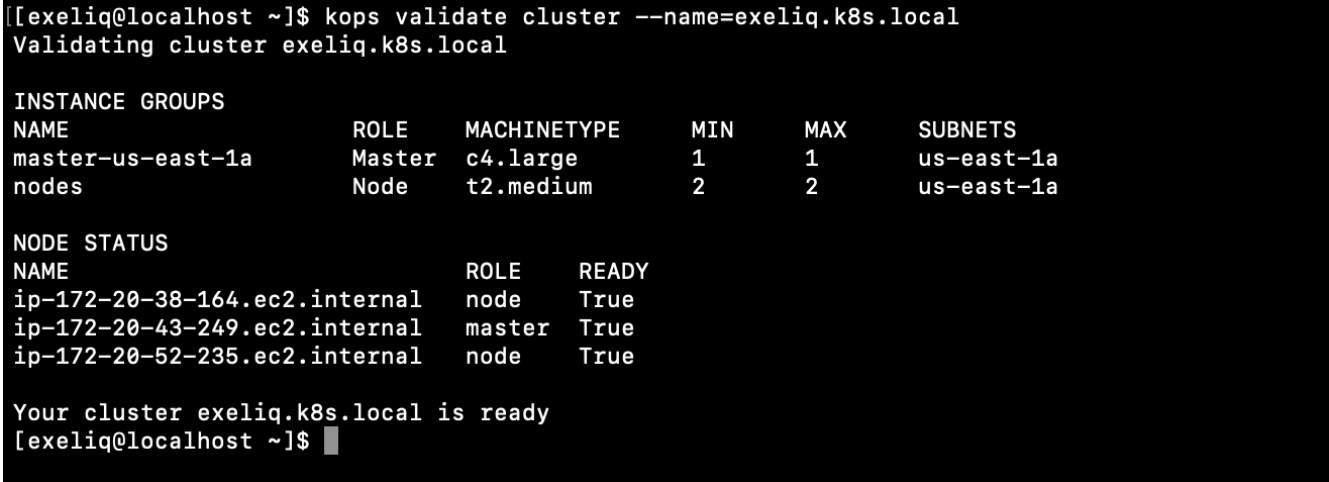 [[exeliq@localhost ~]$ kops validate cluster --name=exeliq.k8s.local
Validating cluster exeliq.k8s.local
INSTANCE GROUPS
NAME ROLE MACHINETYPE MIN MAX SUBNETS
master-us-east-1a Master c4.large 1 1 us-east-1a
nodes Node t2.medium 2 2 us-east-1a
NODE STATUS
NAME ROLE READY
ip-172-20-38-164.ec2.internal node True
ip-172-20-43-249.ec2.internal master True
ip-172-20-52-235.ec2.internal node True
Your cluster exeliq.k8s.local is ready
[exeliq@localhost ~]$